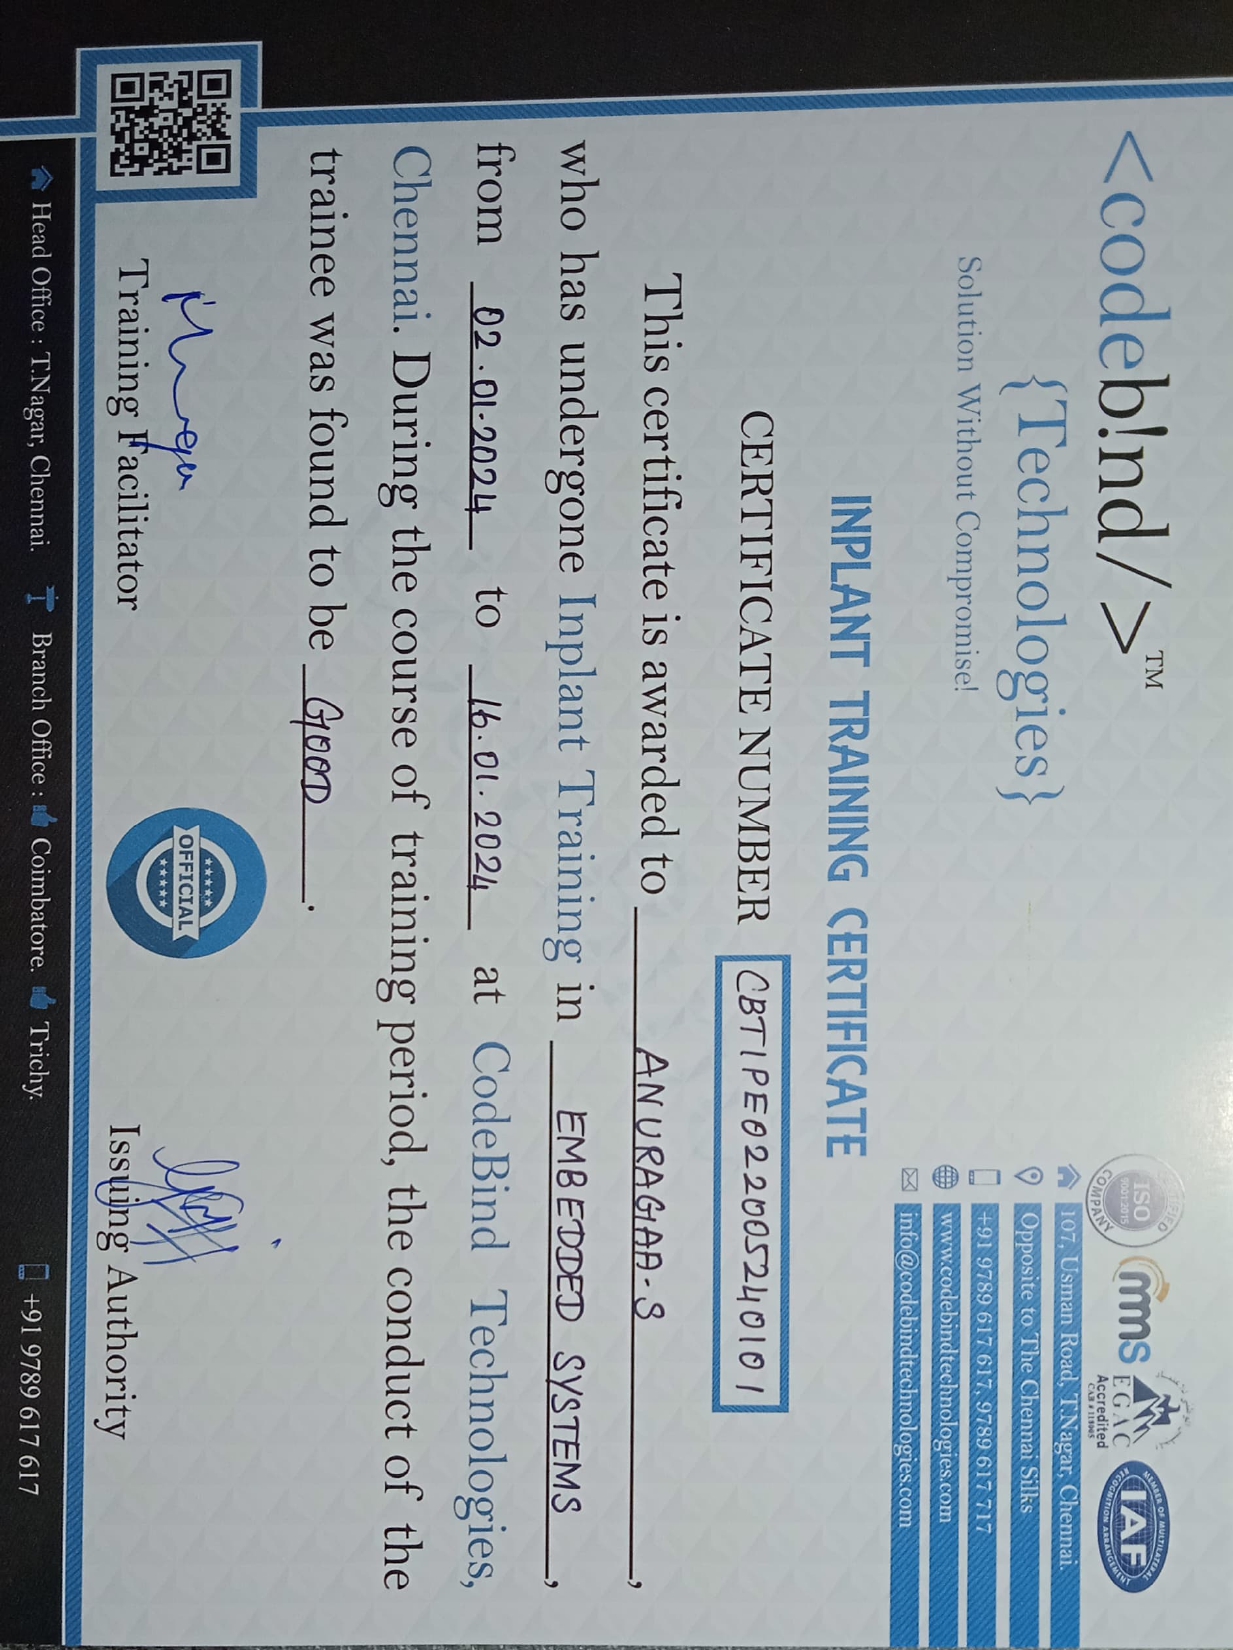 <codeb!nd/>™
{Technologies}
Solution Without Compromise!
CERTIFIED ISO 9001:2015 COMPANY
mms
EGAC
Accredited
CAB # 118005
MEMBER OF MULTILATERAL
IAF
RECOGNITION ARRANGEMENT
107, Usman Road, T.Nagar, Chennai.
Opposite to The Chennai Silks
+91 9789 617 617, 9789 617 717
www.codebindtechnologies.com
info@codebindtechnologies.com
INPLANT TRAINING CERTIFICATE
CERTIFICATE NUMBER CBTIPE022005240101
This certificate is awarded to ANURAGAA-S,
who has undergone Inplant Training in EMBEDDED SYSTEMS,
from 02.01.2024 to 16.01.2024 at CodeBind Technologies,
Chennai. During the course of training period, the conduct of the
trainee was found to be GOOD.
OFFICIAL
Training Facilitator
Issuing Authority
Head Office : T.Nagar, Chennai. Branch Office : Coimbatore. Trichy. +91 9789 617 617